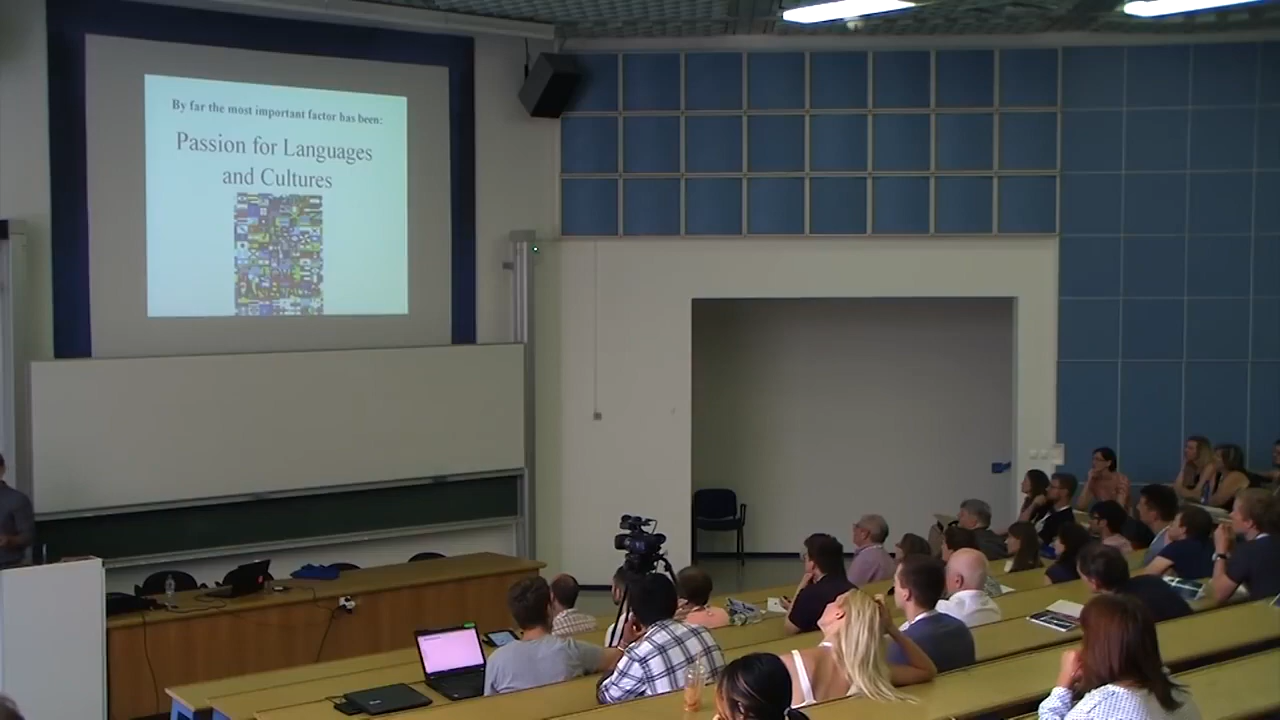 By far the most important factor has been:
Passion for Languages
and Cultures